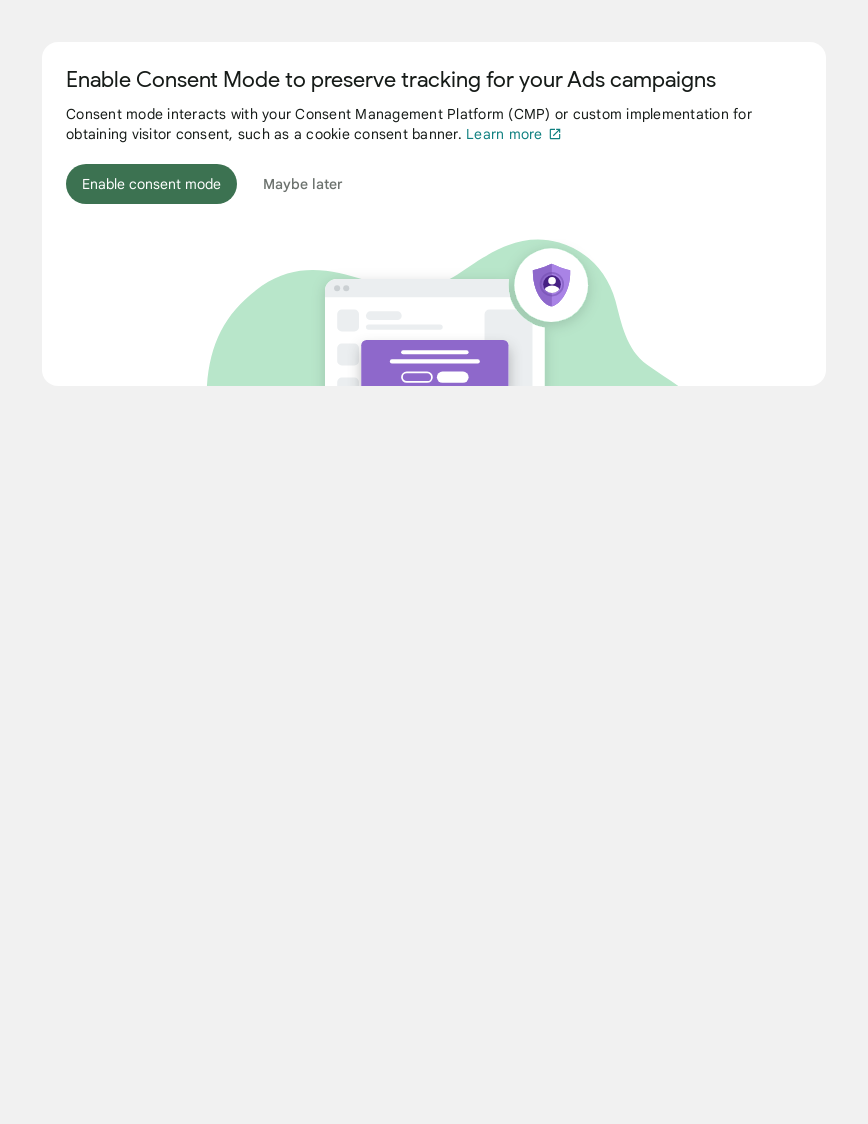 Enable Consent Mode to preserve tracking for your Ads campaigns
Consent mode interacts with your Consent Management Platform (CMP) or custom implementation for
obtaining visitor consent, such as a cookie consent banner. Learn more
Enable consent mode
Maybe later